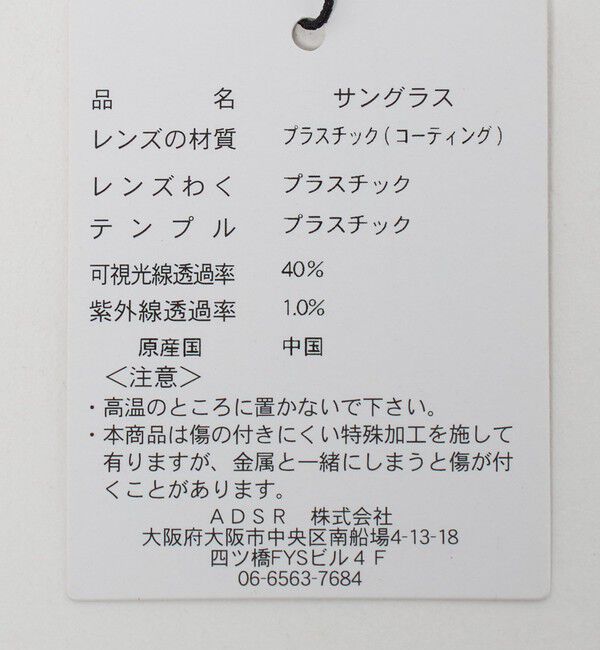 品名 サングラス
レンズの材質 プラスチック(コーティング)
レンズわく プラスチック
テンプル プラスチック
可視光線透過率 40%
紫外線透過率 1.0%
原産国 中国
<注意>
・高温のところに置かないで下さい。
・本商品は傷の付きにくい特殊加工を施して
有りますが、金属と一緒にしまうと傷が付
くことがあります。
ADSR 株式会社
大阪府大阪市中央区南船場4-13-18
四ツ橋FYSビル4F
06-6563-7684